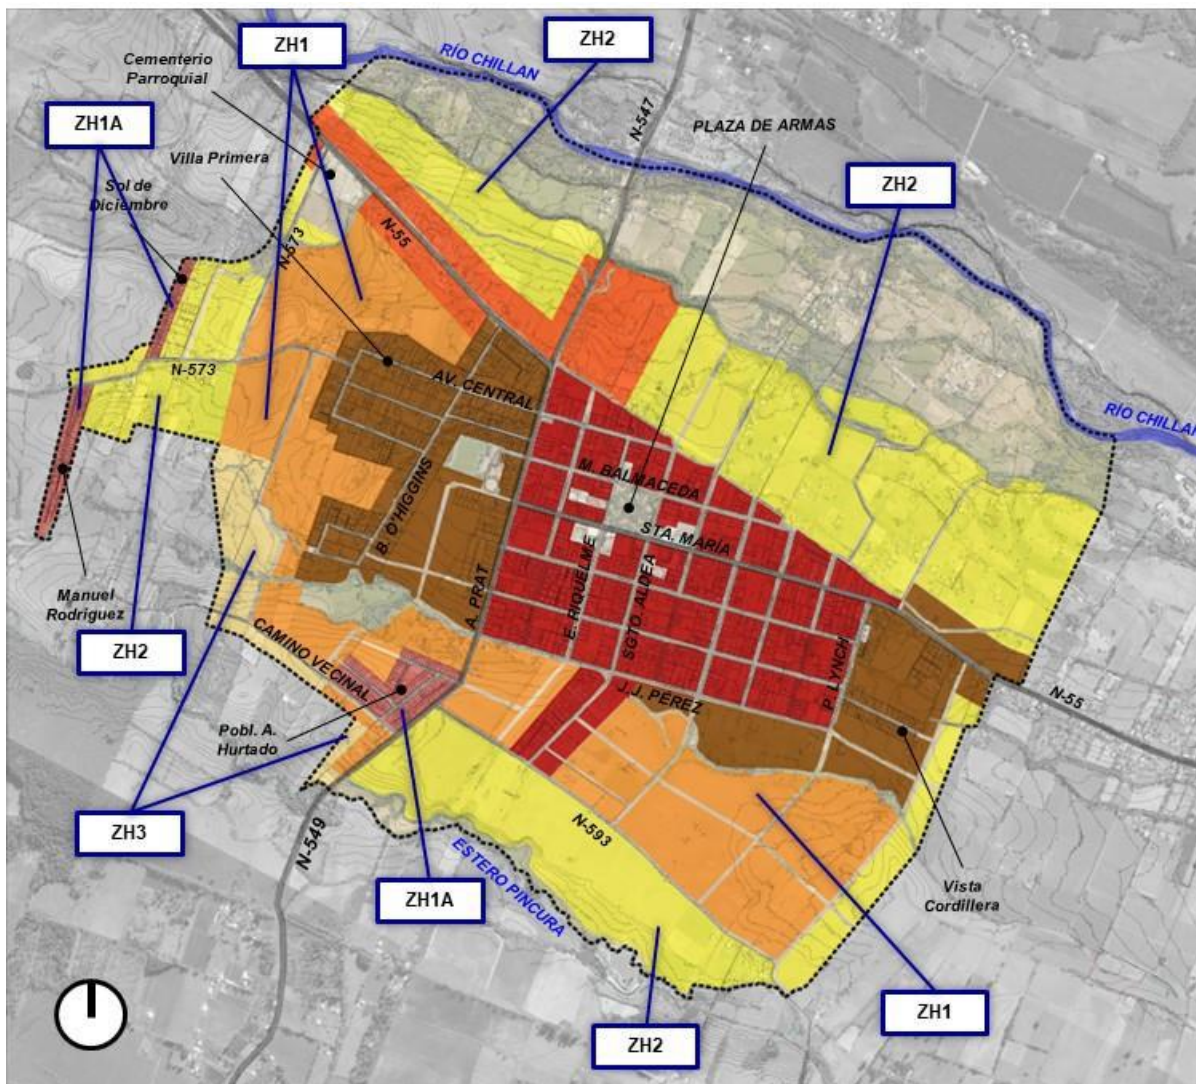 ZH1
ZH2
Cementerio
Parroquial
RÍO CHILLAN
N-547
PLAZA DE ARMAS
ZH1A
Villa Primera
ZH2
Sol de
Diciembre
N-573
N-55
N-573
AV. CENTRAL
RÍO CHILLAN
M. BALMACEDA
B. O'HIGGINS
STA. MARÍA
Manuel
Rodriguez
A. PRAT
E. RIQUELME
SGTO. ALDEA
ZH2
CAMINO VECINAL
P. LYNCH
J.J. PEREZ
N-55
Pobl. A.
Hurtado
ZH3
N-549
N-593
ESTERO PINCURA
ZH1A
Vista
Cordillera
ZH1
ZH2